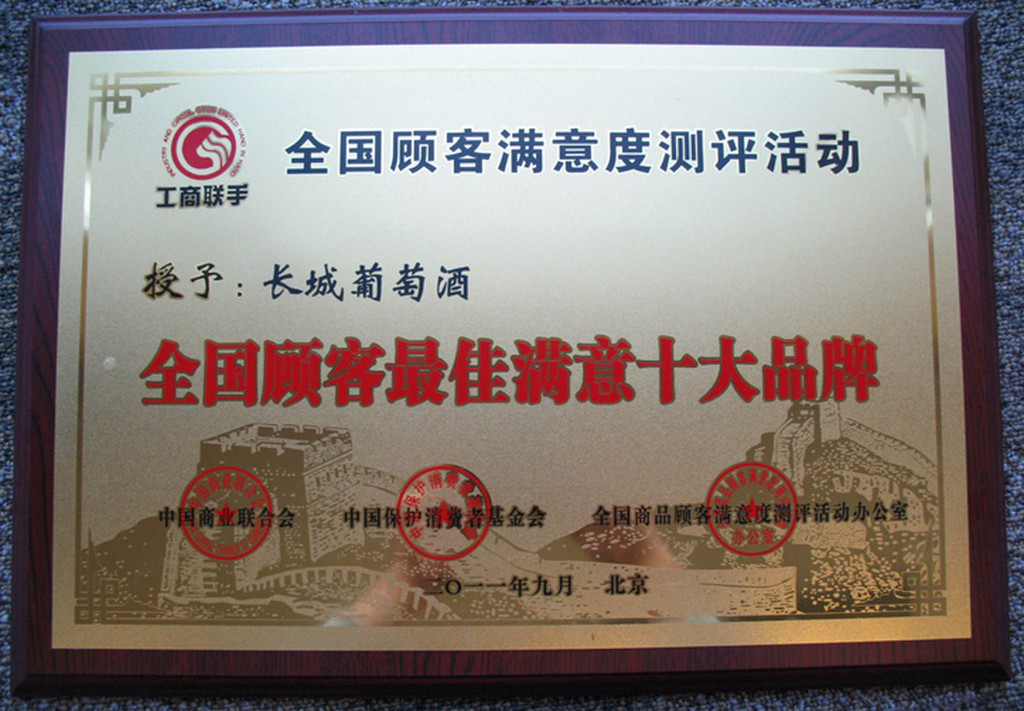 全国顾客满意度测评活动
工商联手
授予:长城葡萄酒
全国顾客最佳满意十大品牌
中国商业联合会 中国保护消费者基金会 全国商品顾客满意度测评活动办公室
二〇一一年九月 北京